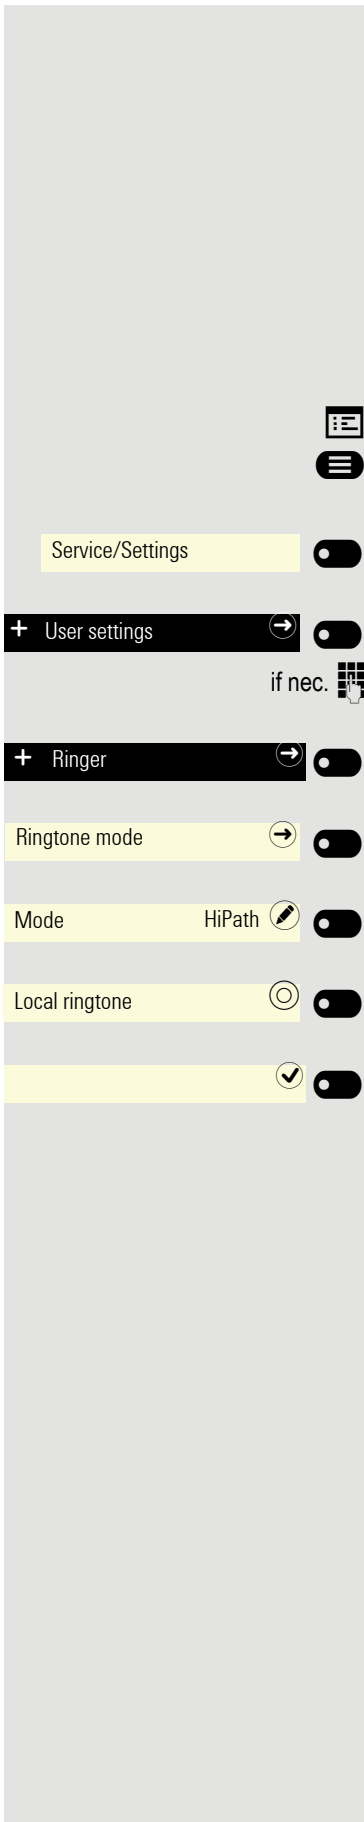 Service/Settings
+ User settings
if nec.
+ Ringer
Ringtone mode
Mode HiPath
Local ringtone